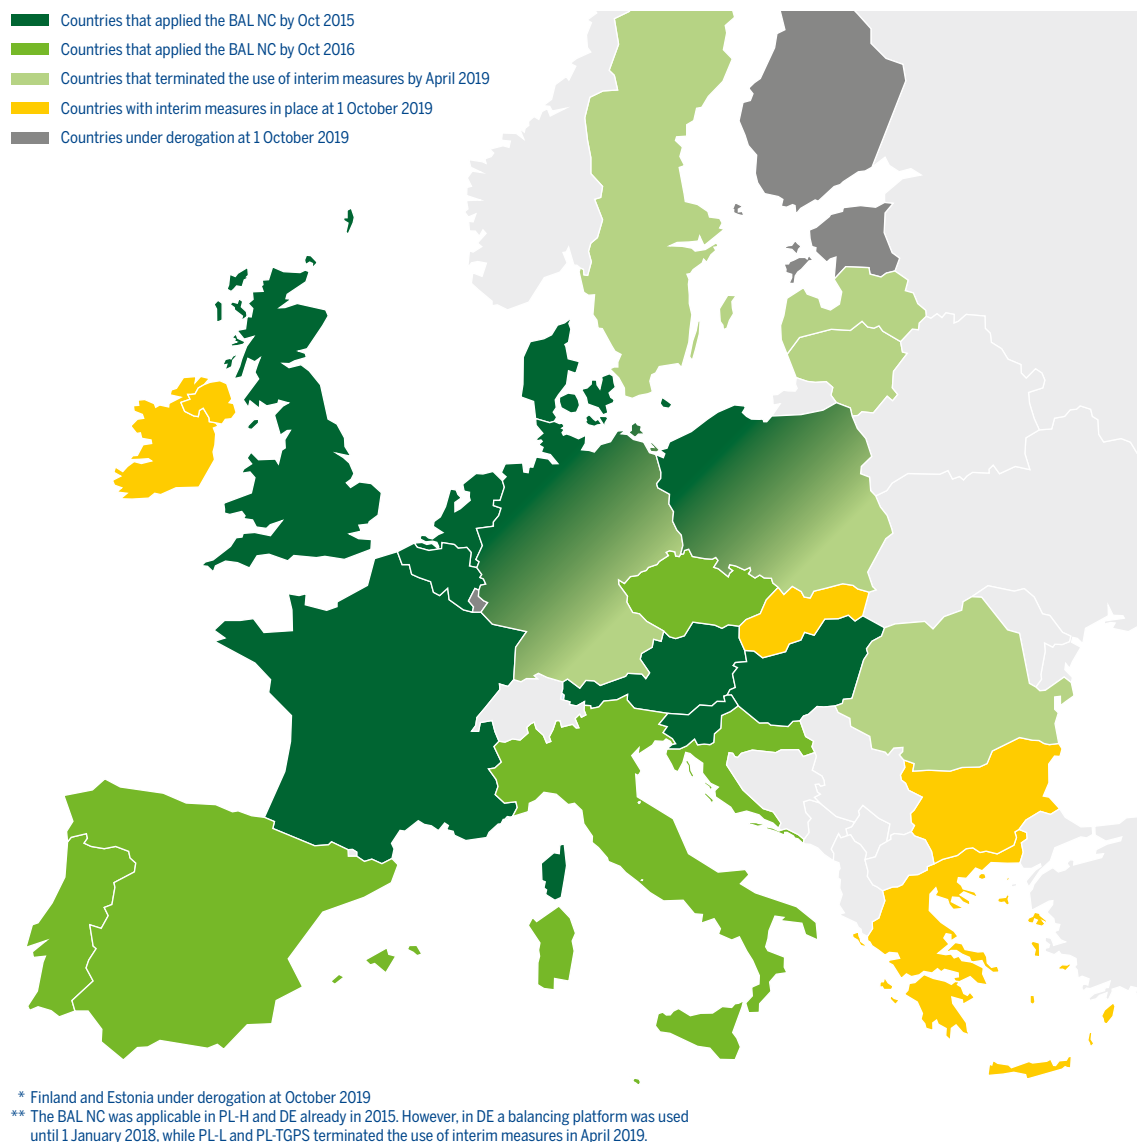 Countries that applied the BAL NC by Oct 2015
Countries that applied the BAL NC by Oct 2016
Countries that terminated the use of interim measures by April 2019
Countries with interim measures in place at 1 October 2019
Countries under derogation at 1 October 2019
* Finland and Estonia under derogation at October 2019
** The BAL NC was applicable in PL-H and DE already in 2015. However, in DE a balancing platform was used
until 1 January 2018, while PL-L and PL-TGPS terminated the use of interim measures in April 2019.